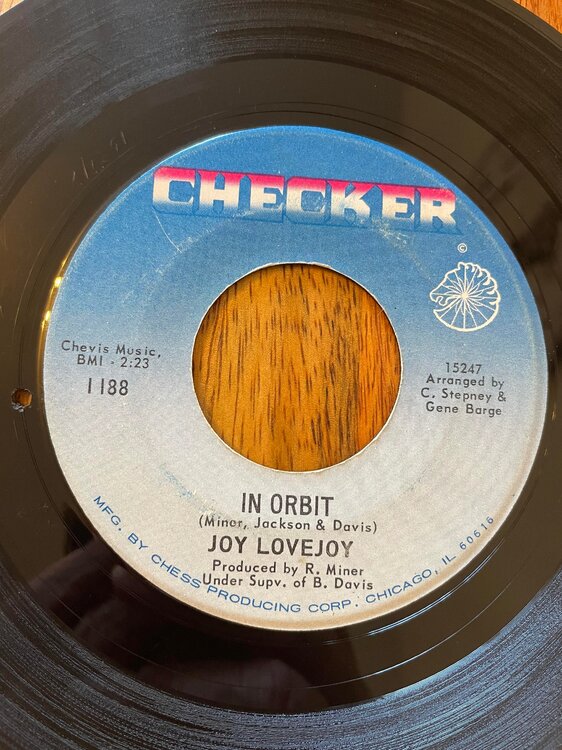 CHECKER
©
Chevis Music,
BMI - 2:23
1188
15247
Arranged by
C. Stepney &
Gene Barge
IN ORBIT
(Miner, Jackson & Davis)
JOY LOVEJOY
Produced by R. Miner
Under Supv. of B. Davis
MFG. BY CHESS PRODUCING CORP. CHICAGO, IL 60616